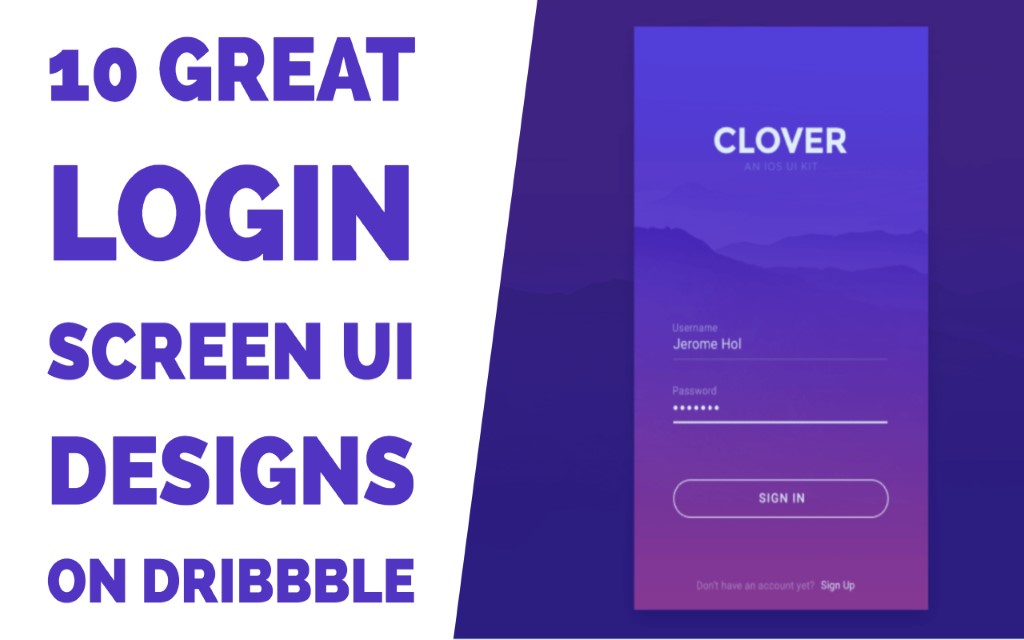 10 GREAT
LOGIN
SCREEN UI
DESIGNS
ON DRIBBBLE
CLOVER
AN IOS UI KIT
Username
Jerome Hol
Password
•••••••
SIGN IN
Don't have an account yet? Sign Up